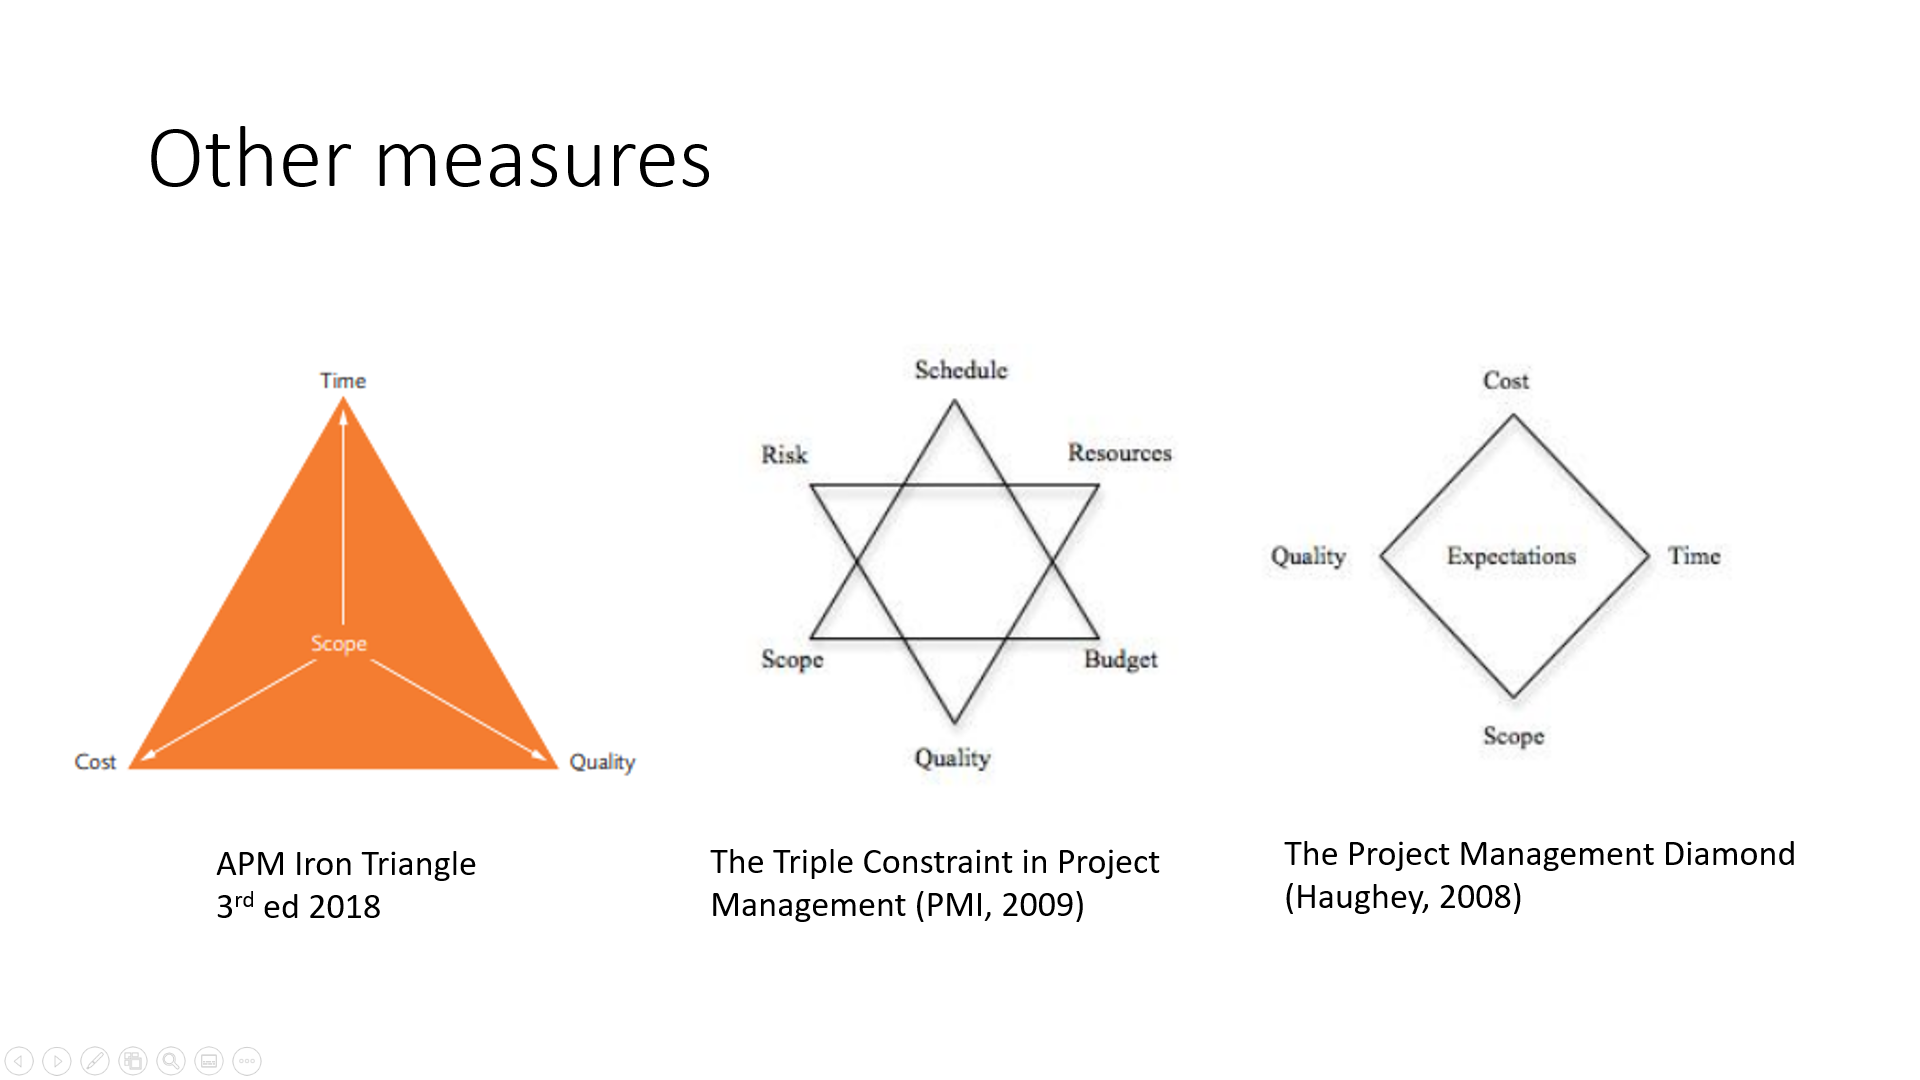 Other measures
Time
Scope
Cost
Quality
APM Iron Triangle
3rd ed 2018
Schedule
Risk
Resources
Scope
Budget
Quality
The Triple Constraint in Project
Management (PMI, 2009)
Cost
Quality
Expectations
Time
Scope
The Project Management Diamond
(Haughey, 2008)